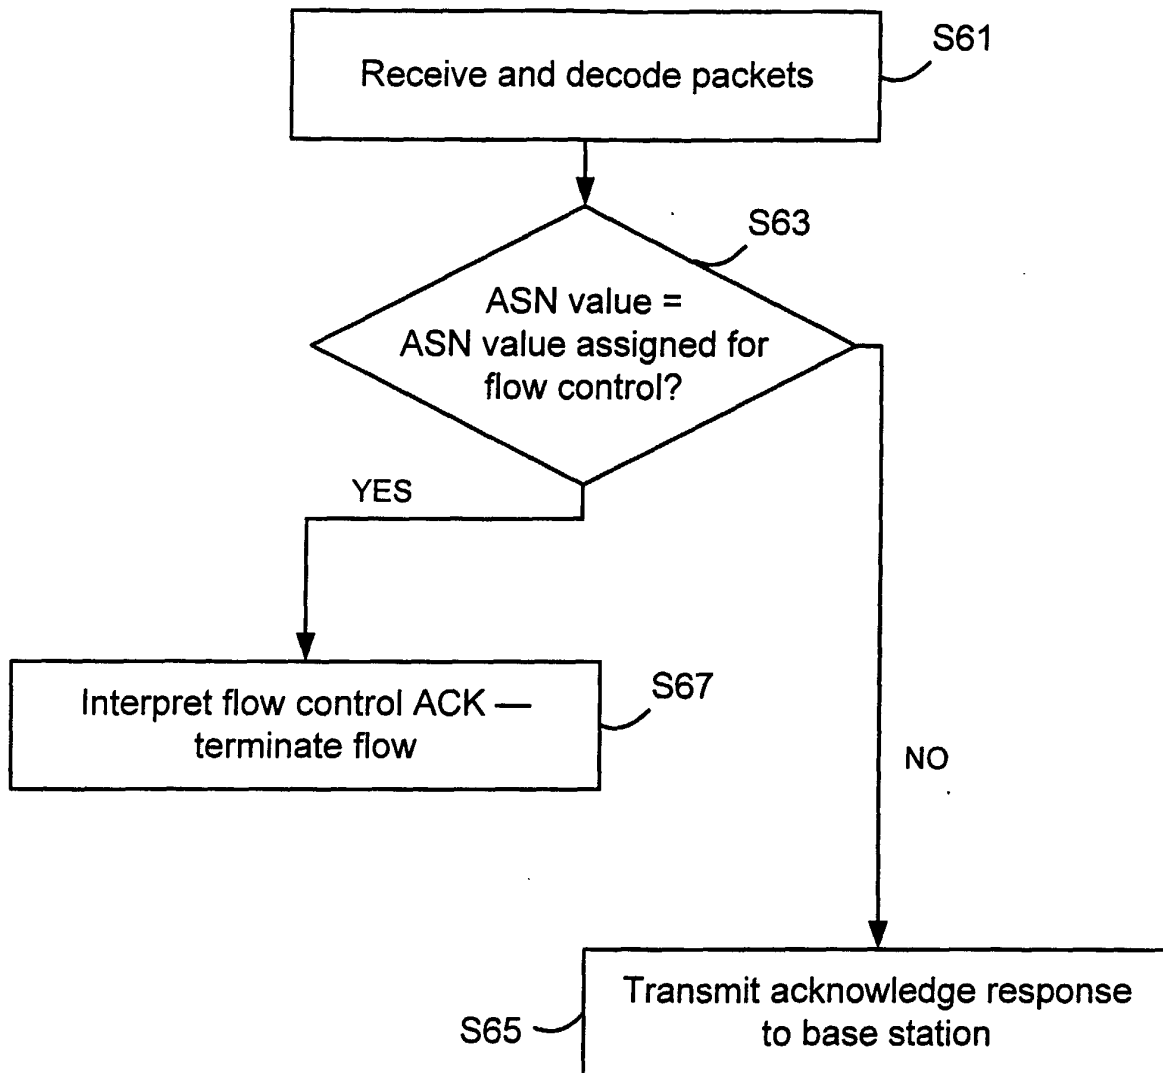 S61
Receive and decode packets
S63
ASN value =
ASN value assigned for
flow control?
YES
S67
Interpret flow control ACK —
terminate flow
NO
Transmit acknowledge response
to base station
S65